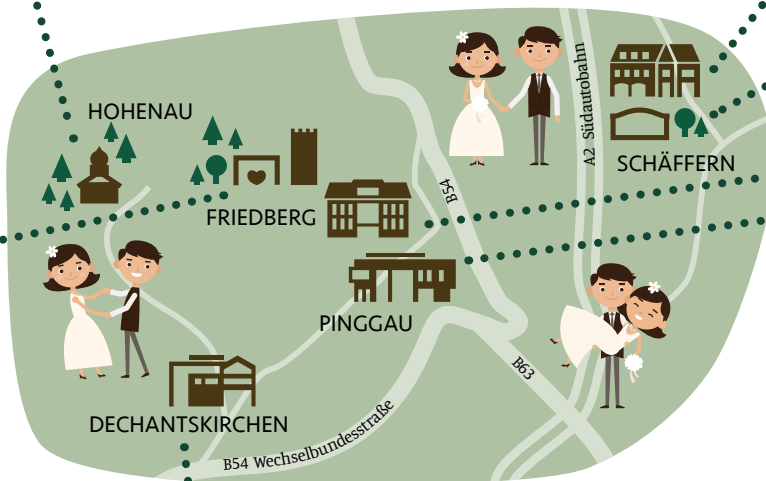 HOHENAU
A2 Südautobahn
SCHÄFFERN
B54
FRIEDBERG
PINGGAU
B63
DECHANTSKIRCHEN
B54 Wechselbundesstraße